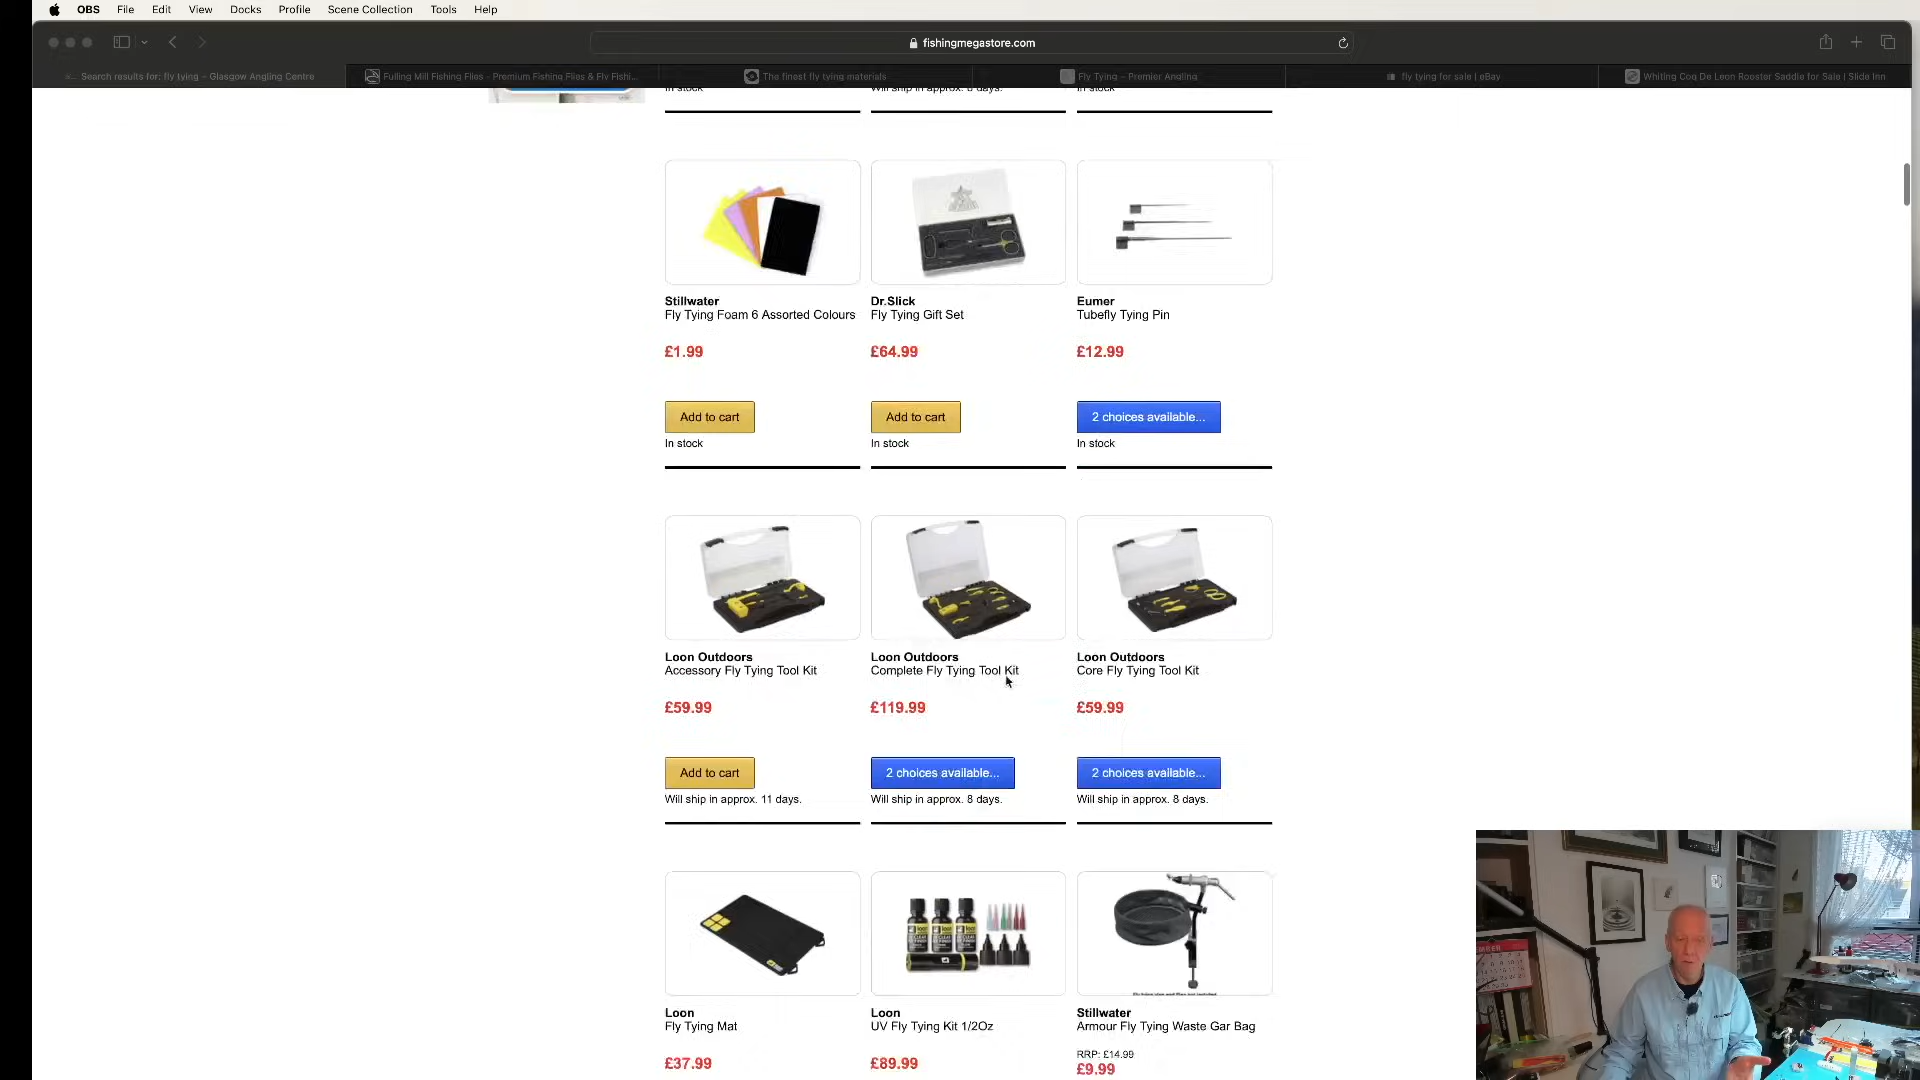 OBS File Edit View Docks Profile Scene Collection Tools Help
fishingmegastore.com
Search results for: fly tying – Glasgow Angling Centre
Fulling Mill Fishing Flies - Premium Fishing Flies & Fly Fishi...
The finest fly tying materials
Fly Tying – Premier Angling
fly tying for sale | eBay
Whiting Coq De Leon Rooster Saddle for Sale | Slide Inn
In stock
Will ship in approx. 8 days.
In stock
Stillwater
Fly Tying Foam 6 Assorted Colours
£1.99
Add to cart
In stock
Dr.Slick
Fly Tying Gift Set
£64.99
Add to cart
In stock
Eumer
Tubefly Tying Pin
£12.99
2 choices available...
In stock
Loon Outdoors
Accessory Fly Tying Tool Kit
£59.99
Add to cart
Will ship in approx. 11 days.
Loon Outdoors
Complete Fly Tying Tool Kit
£119.99
2 choices available...
Will ship in approx. 8 days.
Loon Outdoors
Core Fly Tying Tool Kit
£59.99
2 choices available...
Will ship in approx. 8 days.
Loon
Fly Tying Mat
£37.99
Loon
UV Fly Tying Kit 1/2Oz
£89.99
Stillwater
Armour Fly Tying Waste Gar Bag
RRP: £14.99
£9.99